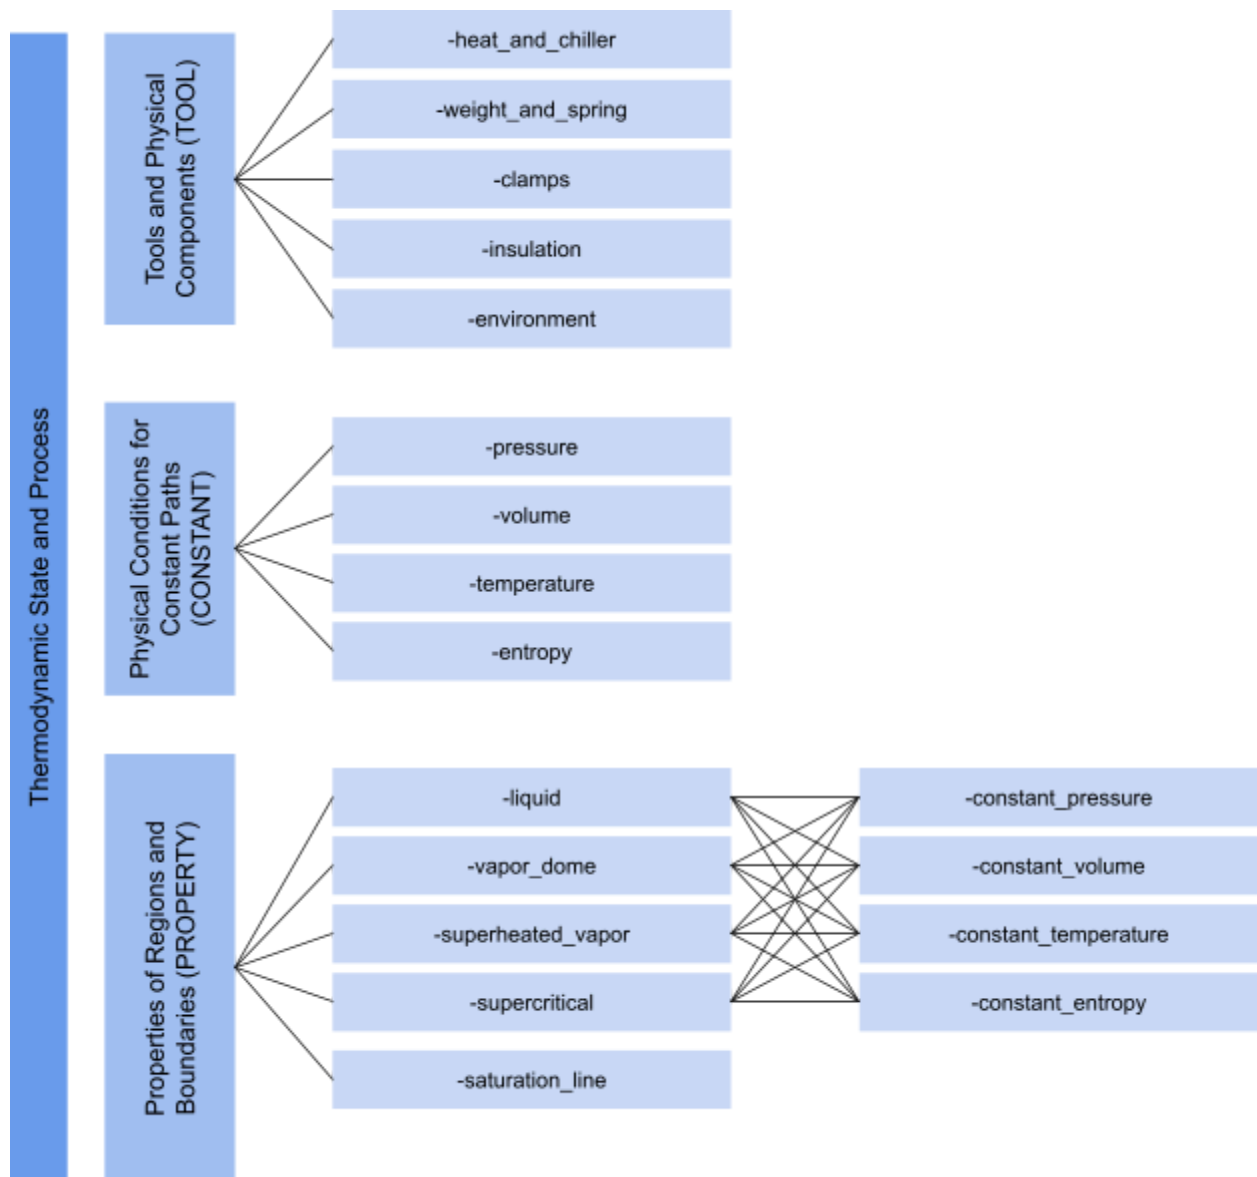 Thermodynamic State and Process
Tools and Physical
Components (TOOL)
-heat_and_chiller
-weight_and_spring
-clamps
-insulation
-environment
Physical Conditions for
Constant Paths
(CONSTANT)
-pressure
-volume
-temperature
-entropy
Properties of Regions and
Boundaries (PROPERTY)
-liquid
-vapor_dome
-superheated_vapor
-supercritical
-saturation_line
-constant_pressure
-constant_volume
-constant_temperature
-constant_entropy